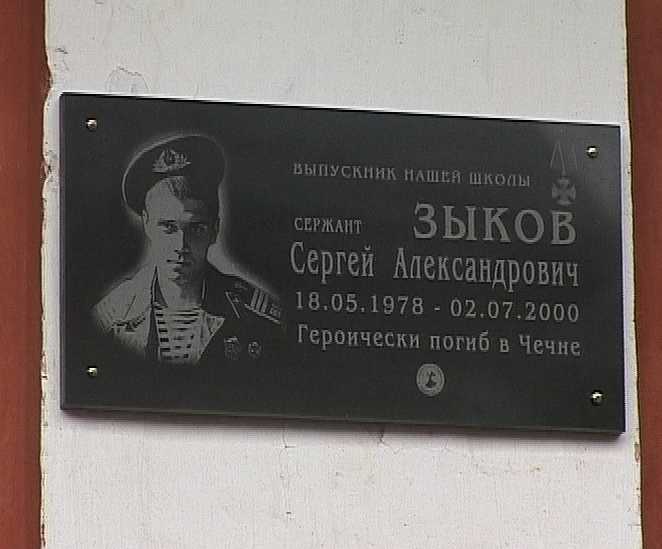 ВЫПУСКНИК НАШЕЙ ШКОЛЫ
СЕРЖАНТ ЗЫКОВ
Сергей Александрович
18.05.1978 - 02.07.2000
Героически погиб в Чечне